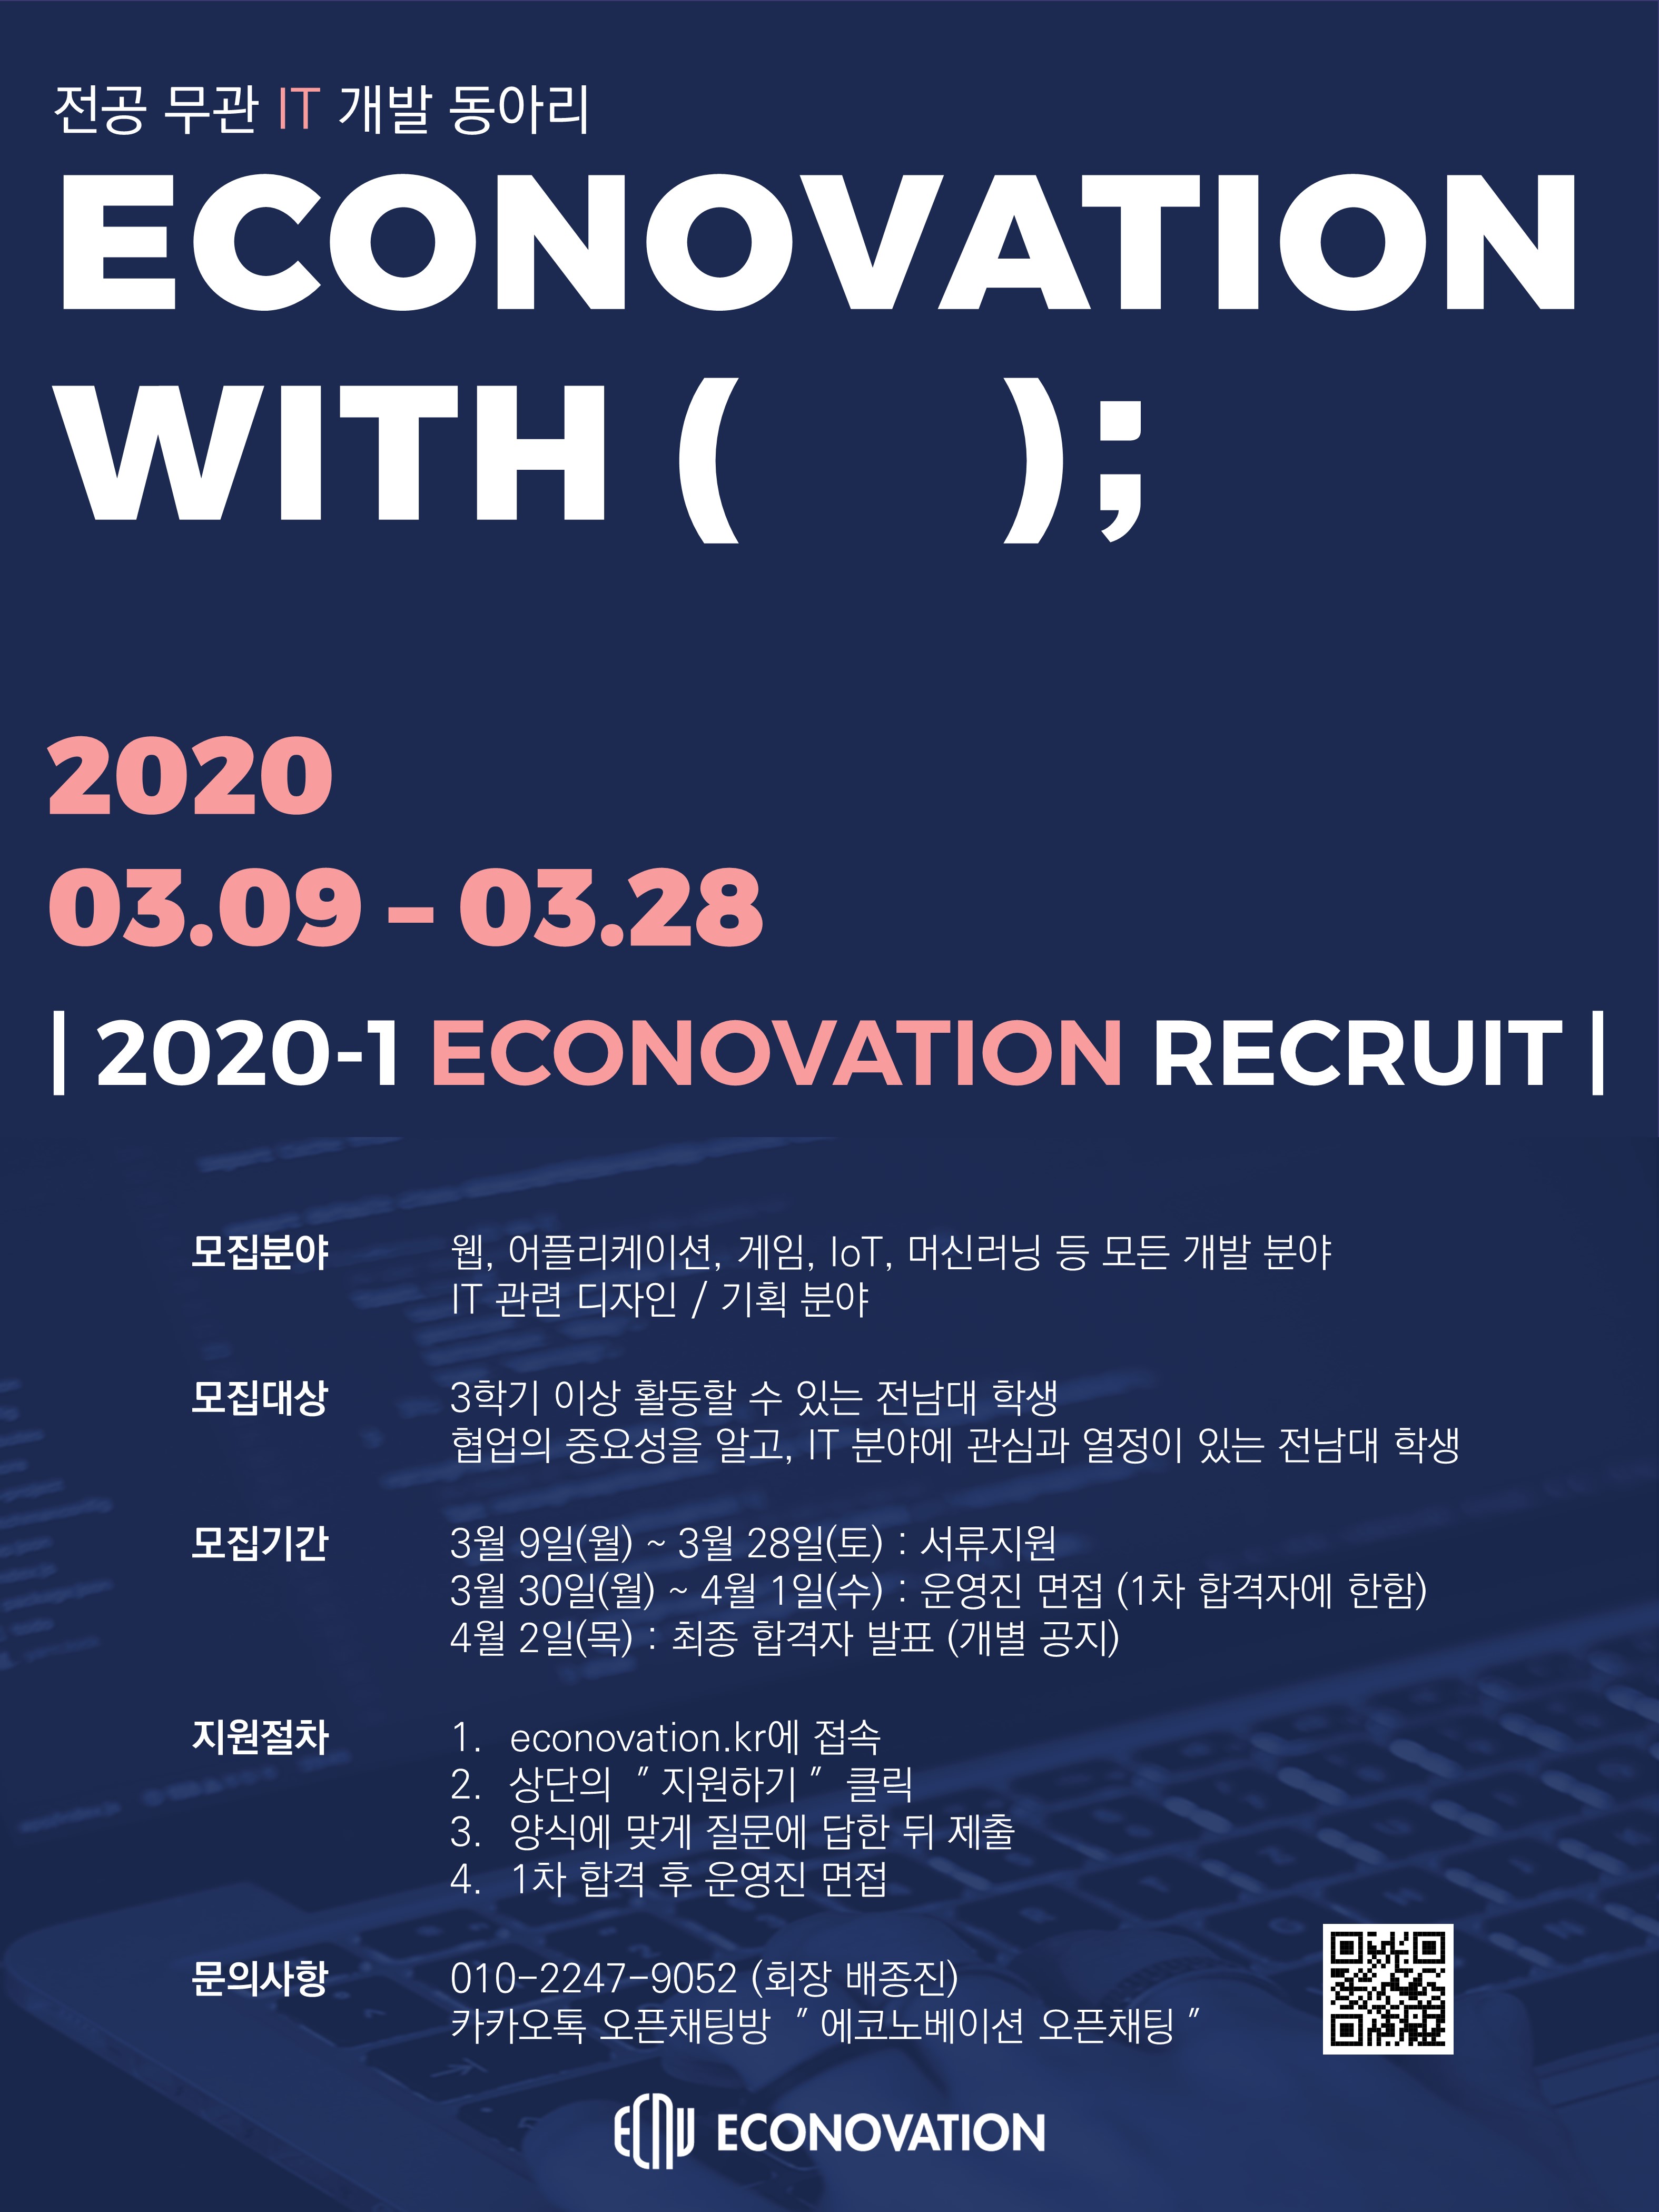 전공 무관 IT 개발 동아리
ECONOVATION
WITH ( );
2020
03.09 – 03.28
| 2020-1 ECONOVATION RECRUIT |
모집분야 웹, 어플리케이션, 게임, IoT, 머신러닝 등 모든 개발 분야
IT 관련 디자인 / 기획 분야
모집대상 3학기 이상 활동할 수 있는 전남대 학생
협업의 중요성을 알고, IT 분야에 관심과 열정이 있는 전남대 학생
모집기간 3월 9일(월) ~ 3월 28일(토) : 서류지원
3월 30일(월) ~ 4월 1일(수) : 운영진 면접 (1차 합격자에 한함)
4월 2일(목) : 최종 합격자 발표 (개별 공지)
지원절차 1. econovation.kr에 접속
2. 상단의 "지원하기" 클릭
3. 양식에 맞게 질문에 답한 뒤 제출
4. 1차 합격 후 운영진 면접
문의사항 010-2247-9052 (회장 배종진)
카카오톡 오픈채팅방 "에코노베이션 오픈채팅"
ECNV ECONOVATION